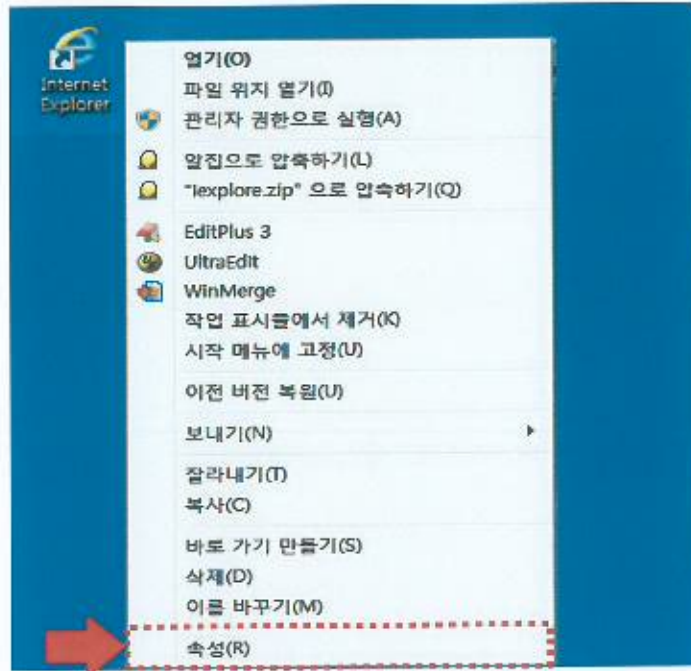 Internet
Explorer
열기(O)
파일 위치 열기(I)
관리자 권한으로 실행(A)
알집으로 압축하기(L)
"iexplore.zip" 으로 압축하기(Q)
EditPlus 3
UltraEdit
WinMerge
작업 표시줄에서 제거(K)
시작 메뉴에 고정(U)
이전 버전 복원(U)
보내기(N)
잘라내기(T)
복사(C)
바로 가기 만들기(S)
삭제(D)
이름 바꾸기(M)
속성(R)